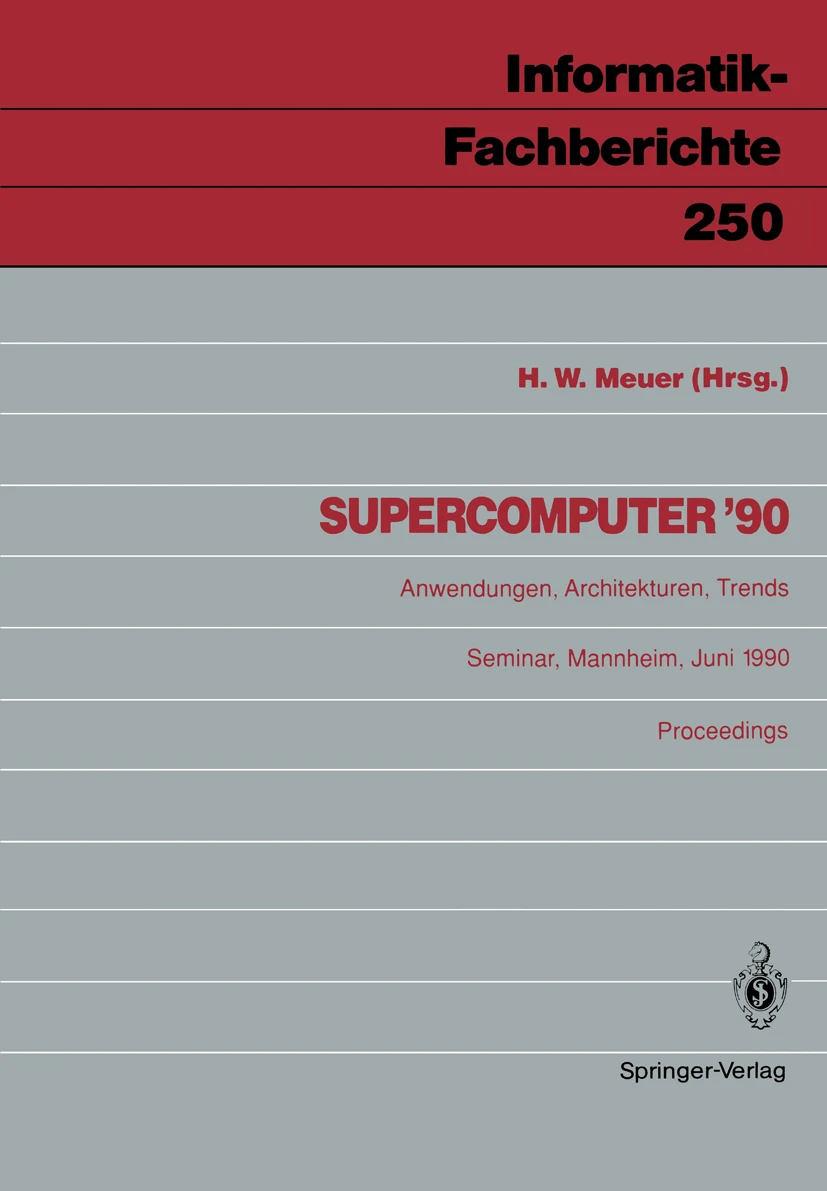 Informatik-
Fachberichte
250
H. W. Meuer (Hrsg.)
SUPERCOMPUTER '90
Anwendungen, Architekturen, Trends
Seminar, Mannheim, Juni 1990
Proceedings
Springer-Verlag